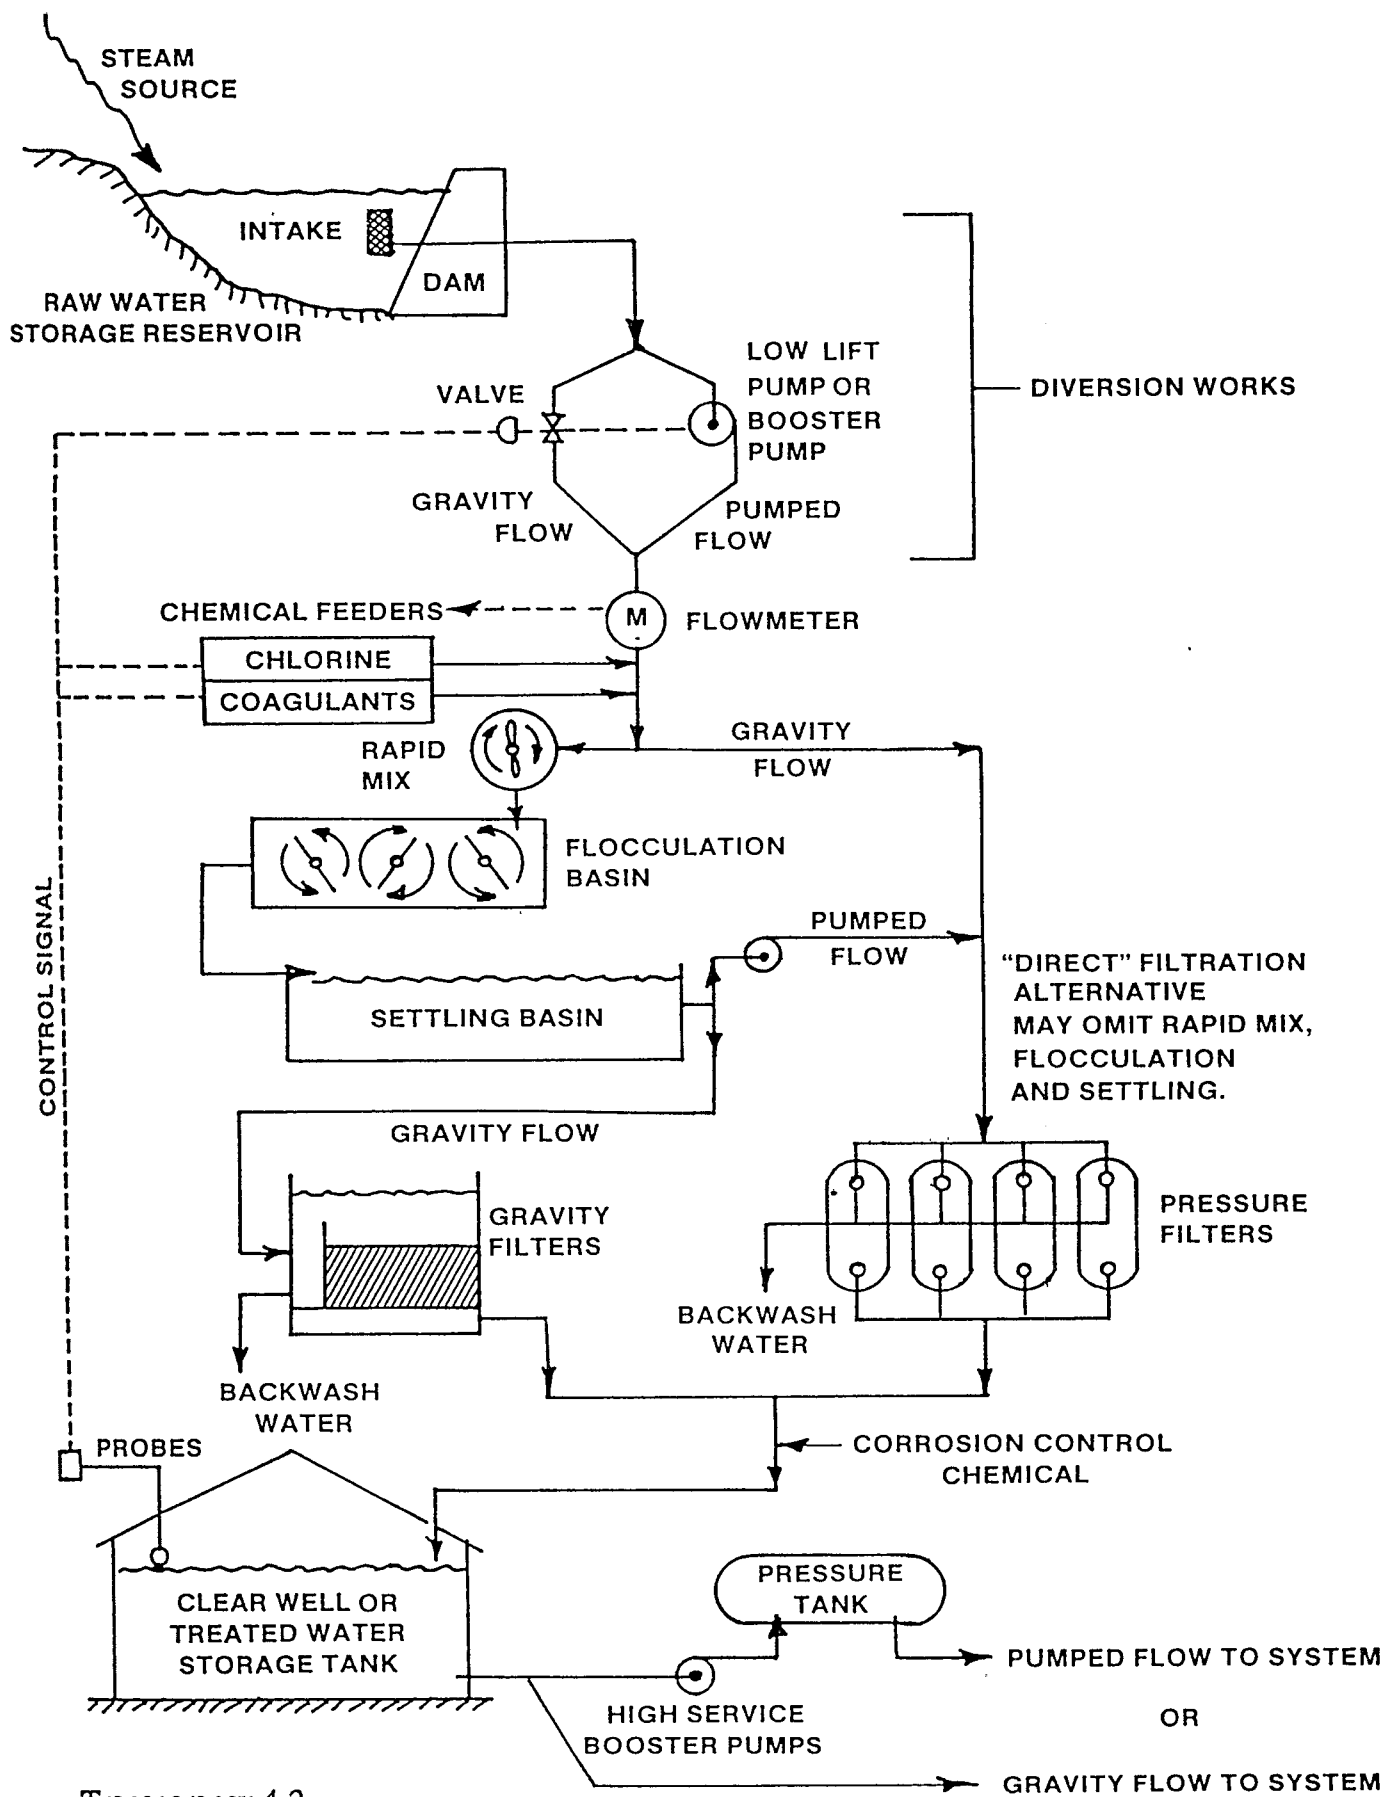 STEAM
SOURCE
INTAKE
DAM
RAW WATER
STORAGE RESERVOIR
LOW LIFT
PUMP OR
BOOSTER
PUMP
VALVE
DIVERSION WORKS
GRAVITY
FLOW
PUMPED
FLOW
CHEMICAL FEEDERS
M
FLOWMETER
CHLORINE
COAGULANTS
RAPID
MIX
GRAVITY
FLOW
FLOCCULATION
BASIN
CONTROL SIGNAL
PUMPED
FLOW
SETTLING BASIN
"DIRECT" FILTRATION
ALTERNATIVE
MAY OMIT RAPID MIX,
FLOCCULATION
AND SETTLING.
GRAVITY FLOW
GRAVITY
FILTERS
PRESSURE
FILTERS
BACKWASH
WATER
BACKWASH
WATER
PROBES
CORROSION CONTROL
CHEMICAL
CLEAR WELL OR
TREATED WATER
STORAGE TANK
PRESSURE
TANK
HIGH SERVICE
BOOSTER PUMPS
PUMPED FLOW TO SYSTEM
OR
GRAVITY FLOW TO SYSTEM